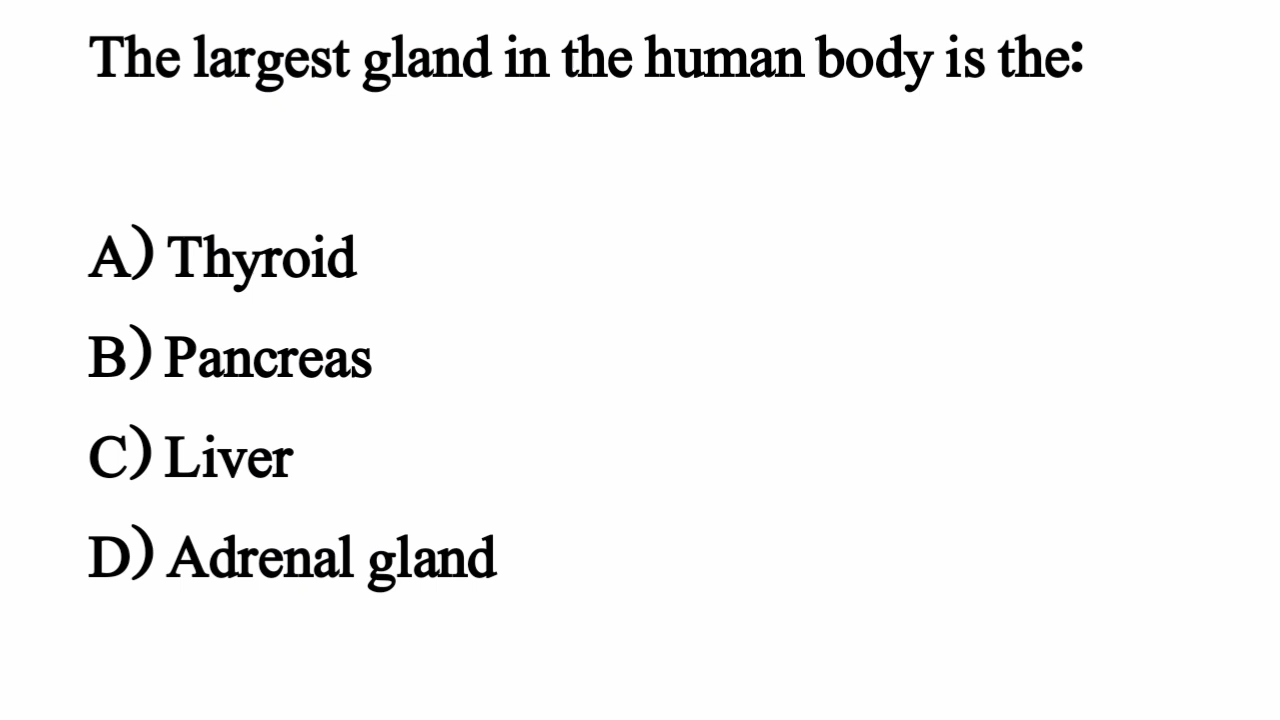 The largest gland in the human body is the:
A) Thyroid
B) Pancreas
C) Liver
D) Adrenal gland